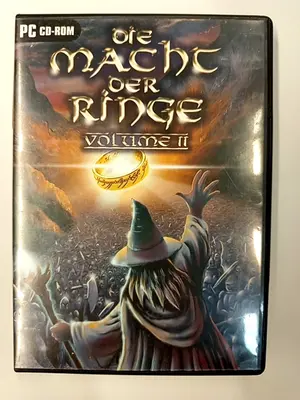 PC CD-ROM
DIE
MACHT
DER
RINGE
VOLUME II